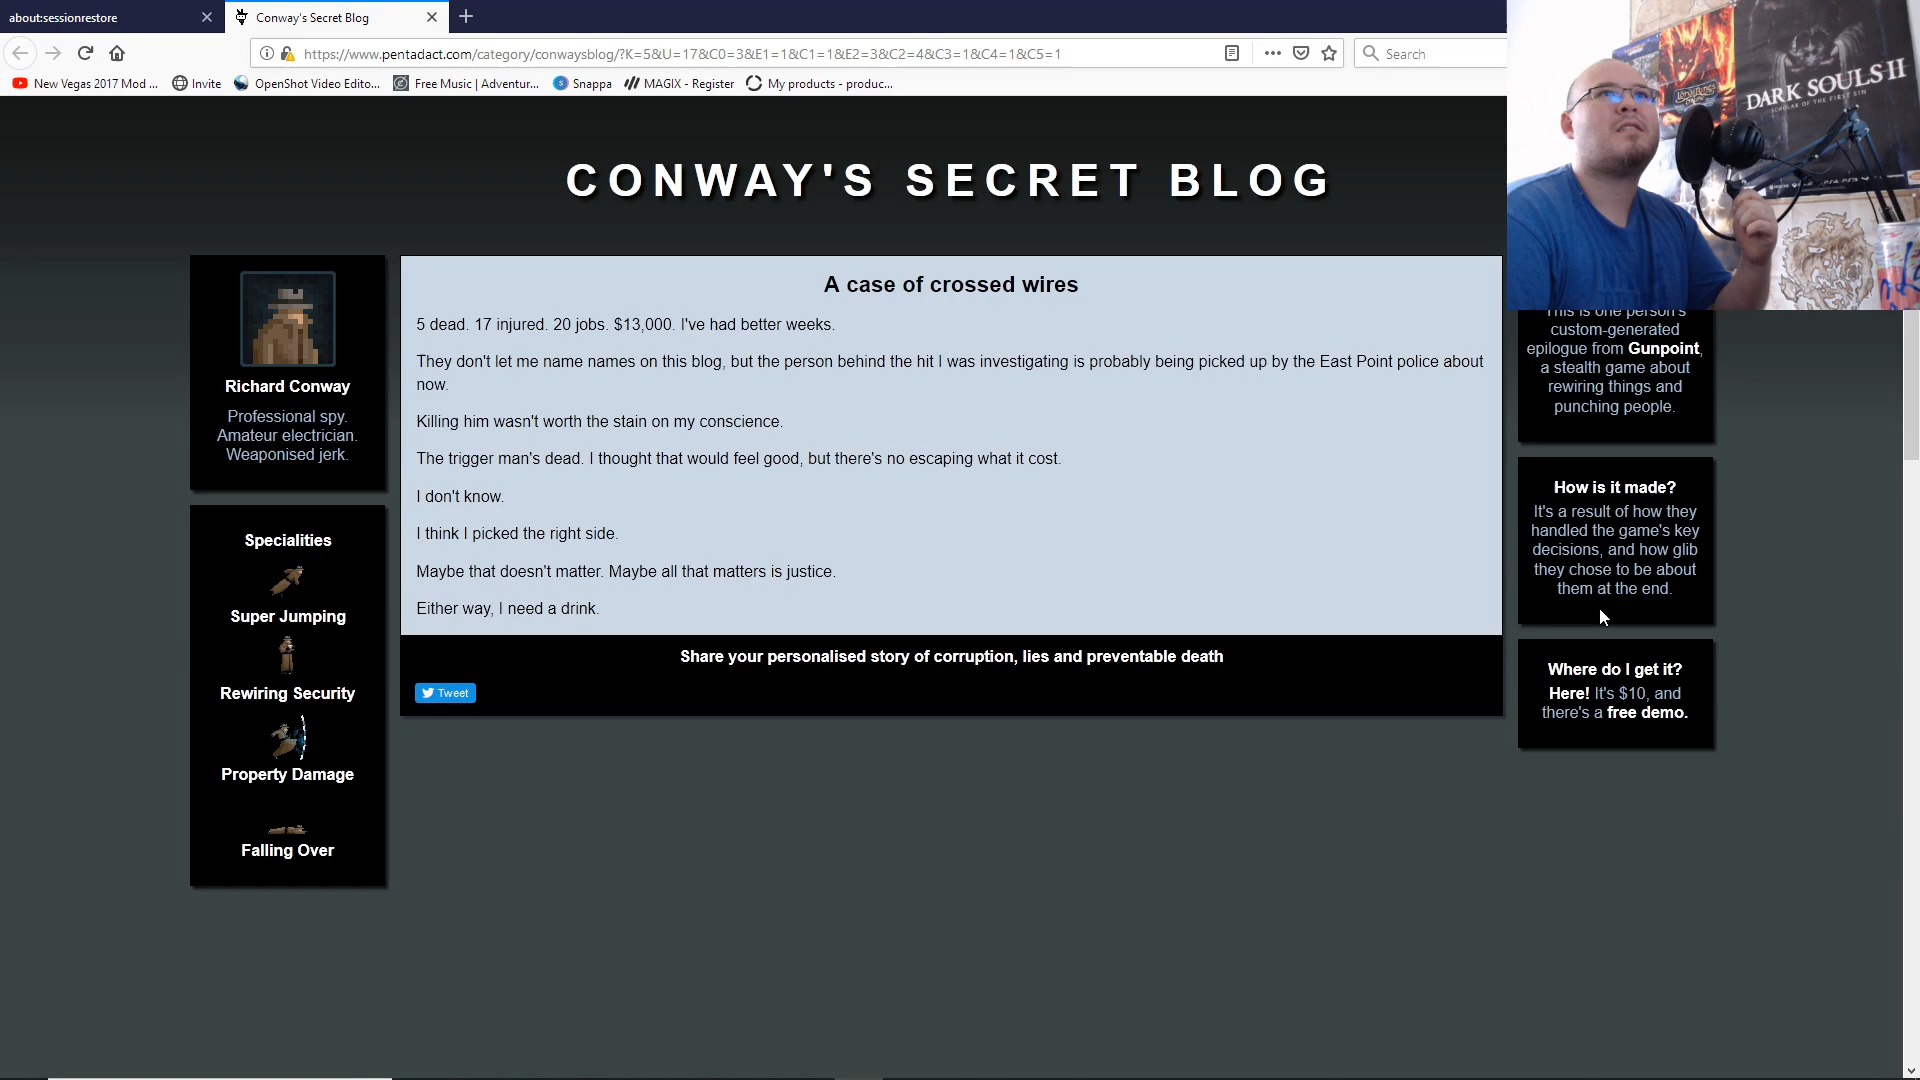 about:sessionrestore
Conway's Secret Blog
https://www.pentadact.com/category/conwaysblog/?K=5&U=17&C0=3&E1=1&C1=1&E2=3&C2=4&C3=1&C4=1&C5=1
Search
New Vegas 2017 Mod ...
Invite
OpenShot Video Edito...
Free Music | Adventur...
Snappa
MAGIX - Register
My products - produc...
DARK SOULS II
SCHOLAR OF THE FIRST SIN
CONWAY'S SECRET BLOG
Richard Conway
Professional spy.
Amateur electrician.
Weaponised jerk.
Specialities
Super Jumping
Rewiring Security
Property Damage
Falling Over
A case of crossed wires
5 dead. 17 injured. 20 jobs. $13,000. I've had better weeks.
They don't let me name names on this blog, but the person behind the hit I was investigating is probably being picked up by the East Point police about
now.
Killing him wasn't worth the stain on my conscience.
The trigger man's dead. I thought that would feel good, but there's no escaping what it cost.
I don't know.
I think I picked the right side.
Maybe that doesn't matter. Maybe all that matters is justice.
Either way, I need a drink.
Share your personalised story of corruption, lies and preventable death
Tweet
This is one person's
custom-generated
epilogue from Gunpoint,
a stealth game about
rewiring things and
punching people.
How is it made?
It's a result of how they
handled the game's key
decisions, and how glib
they chose to be about
them at the end.
Where do I get it?
Here! It's $10, and
there's a free demo.